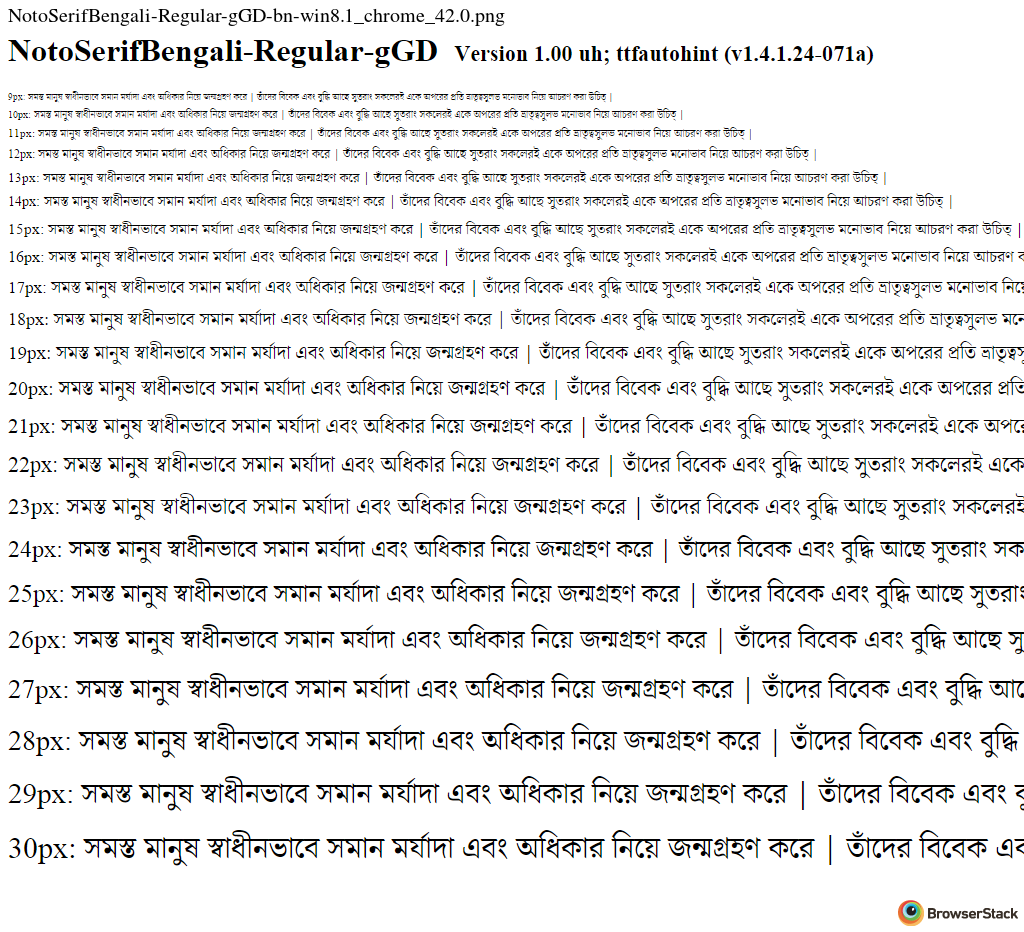 NotoSerifBengali-Regular-gGD-bn-win8.1_chrome_42.0.png
NotoSerifBengali-Regular-gGD Version 1.00 uh; ttfautohint (v1.4.1.24-071a)
9px: সমস্ত মানুষ স্বাধীনভাবে সমান মর্যাদা এবং অধিকার নিয়ে জন্মগ্রহণ করে | তাঁদের বিবেক এবং বুদ্ধি আছে সুতরাং সকলেরই একে অপরের প্রতি ভ্রাতৃত্বসুলভ মনোভাব নিয়ে আচরণ করা উচিত্ |
10px: সমস্ত মানুষ স্বাধীনভাবে সমান মর্যাদা এবং অধিকার নিয়ে জন্মগ্রহণ করে | তাঁদের বিবেক এবং বুদ্ধি আছে সুতরাং সকলেরই একে অপরের প্রতি ভ্রাতৃত্বসুলভ মনোভাব নিয়ে আচরণ করা উচিত্ |
11px: সমস্ত মানুষ স্বাধীনভাবে সমান মর্যাদা এবং অধিকার নিয়ে জন্মগ্রহণ করে | তাঁদের বিবেক এবং বুদ্ধি আছে সুতরাং সকলেরই একে অপরের প্রতি ভ্রাতৃত্বসুলভ মনোভাব নিয়ে আচরণ করা উচিত্ |
12px: সমস্ত মানুষ স্বাধীনভাবে সমান মর্যাদা এবং অধিকার নিয়ে জন্মগ্রহণ করে | তাঁদের বিবেক এবং বুদ্ধি আছে সুতরাং সকলেরই একে অপরের প্রতি ভ্রাতৃত্বসুলভ মনোভাব নিয়ে আচরণ করা উচিত্ |
13px: সমস্ত মানুষ স্বাধীনভাবে সমান মর্যাদা এবং অধিকার নিয়ে জন্মগ্রহণ করে | তাঁদের বিবেক এবং বুদ্ধি আছে সুতরাং সকলেরই একে অপরের প্রতি ভ্রাতৃত্বসুলভ মনোভাব নিয়ে আচরণ করা উচিত্ |
14px: সমস্ত মানুষ স্বাধীনভাবে সমান মর্যাদা এবং অধিকার নিয়ে জন্মগ্রহণ করে | তাঁদের বিবেক এবং বুদ্ধি আছে সুতরাং সকলেরই একে অপরের প্রতি ভ্রাতৃত্বসুলভ মনোভাব নিয়ে আচরণ করা উচিত্ |
15px: সমস্ত মানুষ স্বাধীনভাবে সমান মর্যাদা এবং অধিকার নিয়ে জন্মগ্রহণ করে | তাঁদের বিবেক এবং বুদ্ধি আছে সুতরাং সকলেরই একে অপরের প্রতি ভ্রাতৃত্বসুলভ মনোভাব নিয়ে আচরণ করা উচিত্ |
16px: সমস্ত মানুষ স্বাধীনভাবে সমান মর্যাদা এবং অধিকার নিয়ে জন্মগ্রহণ করে | তাঁদের বিবেক এবং বুদ্ধি আছে সুতরাং সকলেরই একে অপরের প্রতি ভ্রাতৃত্বসুলভ মনোভাব নিয়ে আচরণ
17px: সমস্ত মানুষ স্বাধীনভাবে সমান মর্যাদা এবং অধিকার নিয়ে জন্মগ্রহণ করে | তাঁদের বিবেক এবং বুদ্ধি আছে সুতরাং সকলেরই একে অপরের প্রতি ভ্রাতৃত্বসুলভ মনোভাব নিয়ে
18px: সমস্ত মানুষ স্বাধীনভাবে সমান মর্যাদা এবং অধিকার নিয়ে জন্মগ্রহণ করে | তাঁদের বিবেক এবং বুদ্ধি আছে সুতরাং সকলেরই একে অপরের প্রতি ভ্রাতৃত্বসুলভ
19px: সমস্ত মানুষ স্বাধীনভাবে সমান মর্যাদা এবং অধিকার নিয়ে জন্মগ্রহণ করে | তাঁদের বিবেক এবং বুদ্ধি আছে সুতরাং সকলেরই একে অপরের প্রতি
20px: সমস্ত মানুষ স্বাধীনভাবে সমান মর্যাদা এবং অধিকার নিয়ে জন্মগ্রহণ করে | তাঁদের বিবেক এবং বুদ্ধি আছে সুতরাং সকলেরই একে অপরের প্রতি
21px: সমস্ত মানুষ স্বাধীনভাবে সমান মর্যাদা এবং অধিকার নিয়ে জন্মগ্রহণ করে | তাঁদের বিবেক এবং বুদ্ধি আছে সুতরাং সকলেরই একে
22px: সমস্ত মানুষ স্বাধীনভাবে সমান মর্যাদা এবং অধিকার নিয়ে জন্মগ্রহণ করে | তাঁদের বিবেক এবং বুদ্ধি আছে সুতরাং সকলেরই একে
23px: সমস্ত মানুষ স্বাধীনভাবে সমান মর্যাদা এবং অধিকার নিয়ে জন্মগ্রহণ করে | তাঁদের বিবেক এবং বুদ্ধি আছে সুতরাং সকলেরই
24px: সমস্ত মানুষ স্বাধীনভাবে সমান মর্যাদা এবং অধিকার নিয়ে জন্মগ্রহণ করে | তাঁদের বিবেক এবং বুদ্ধি আছে সুতরাং সক
25px: সমস্ত মানুষ স্বাধীনভাবে সমান মর্যাদা এবং অধিকার নিয়ে জন্মগ্রহণ করে | তাঁদের বিবেক এবং বুদ্ধি আছে সুতরাং
26px: সমস্ত মানুষ স্বাধীনভাবে সমান মর্যাদা এবং অধিকার নিয়ে জন্মগ্রহণ করে | তাঁদের বিবেক এবং বুদ্ধি আছে সু
27px: সমস্ত মানুষ স্বাধীনভাবে সমান মর্যাদা এবং অধিকার নিয়ে জন্মগ্রহণ করে | তাঁদের বিবেক এবং বুদ্ধি আ
28px: সমস্ত মানুষ স্বাধীনভাবে সমান মর্যাদা এবং অধিকার নিয়ে জন্মগ্রহণ করে | তাঁদের বিবেক এবং বুদ্ধি
29px: সমস্ত মানুষ স্বাধীনভাবে সমান মর্যাদা এবং অধিকার নিয়ে জন্মগ্রহণ করে | তাঁদের বিবেক এবং
30px: সমস্ত মানুষ স্বাধীনভাবে সমান মর্যাদা এবং অধিকার নিয়ে জন্মগ্রহণ করে | তাঁদের বিবেক এব
BrowserStack